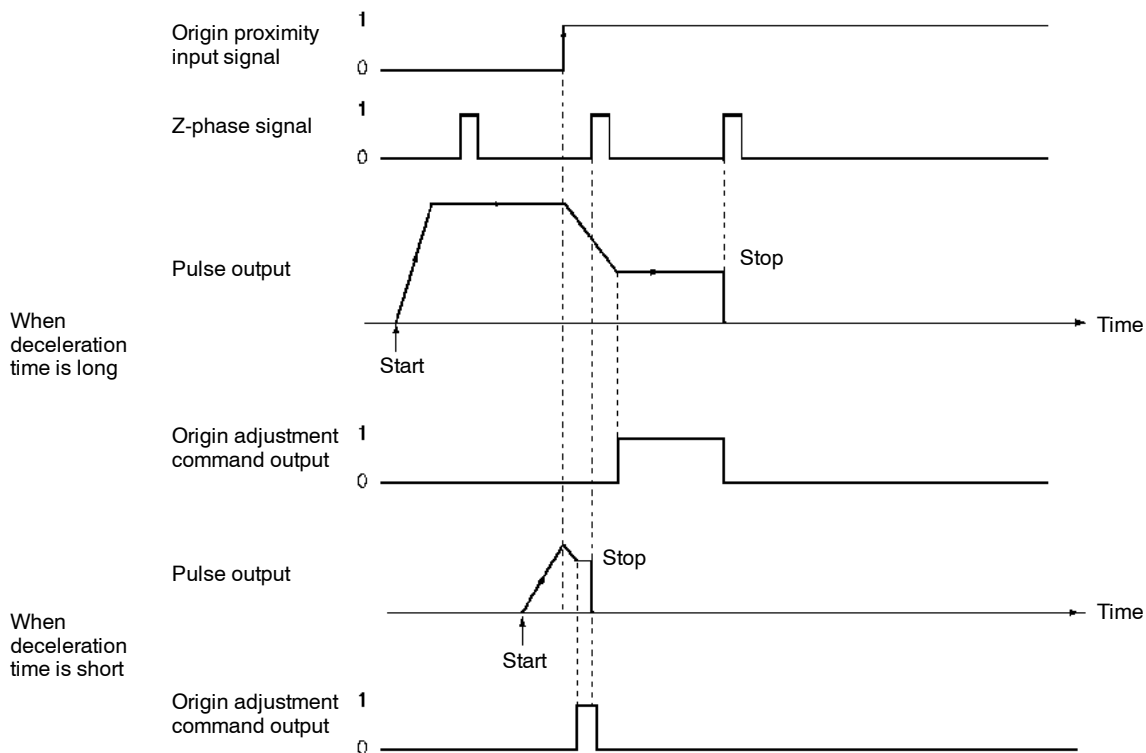 Origin proximity
input signal
1
0
Z-phase signal
1
0
Pulse output
Stop
When
deceleration
time is long
Time
Start
Origin adjustment
command output
1
0
Pulse output
Stop
When
deceleration
time is short
Time
Start
Origin adjustment
command output
1
0